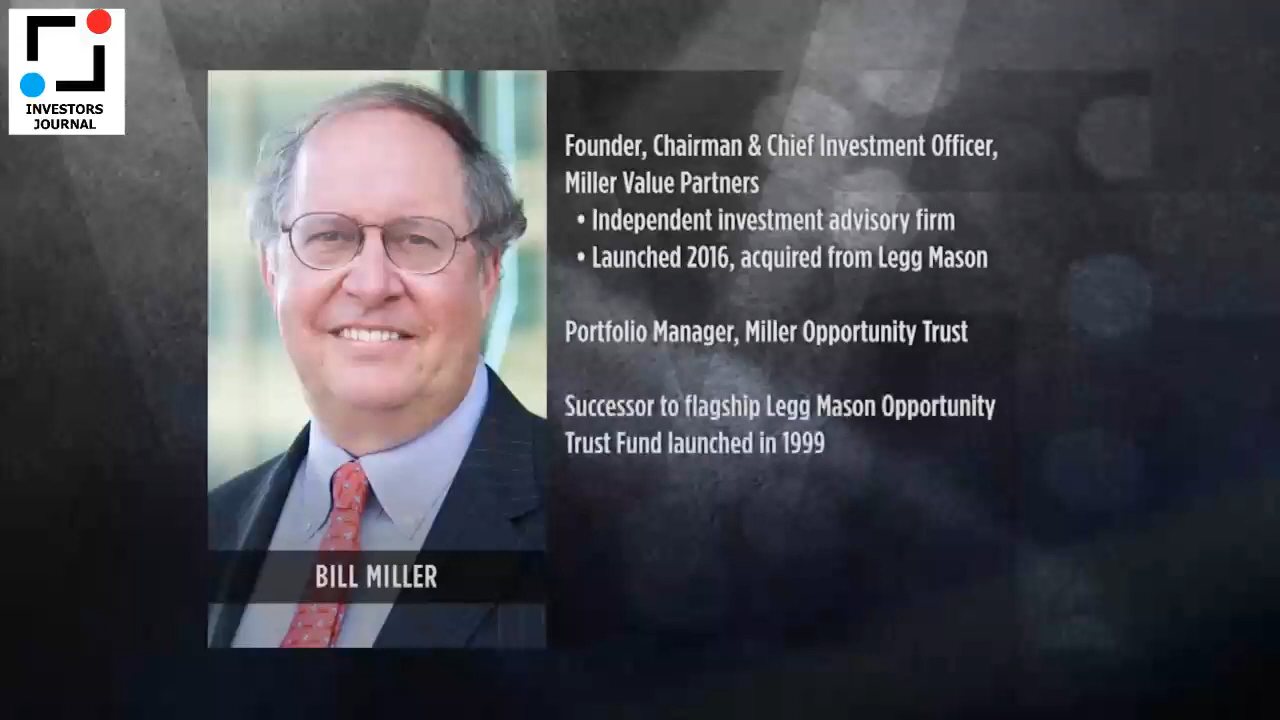 INVESTORS
JOURNAL
Founder, Chairman & Chief Investment Officer,
Miller Value Partners
• Independent investment advisory firm
• Launched 2016, acquired from Legg Mason
Portfolio Manager, Miller Opportunity Trust
Successor to flagship Legg Mason Opportunity
Trust Fund launched in 1999
BILL MILLER